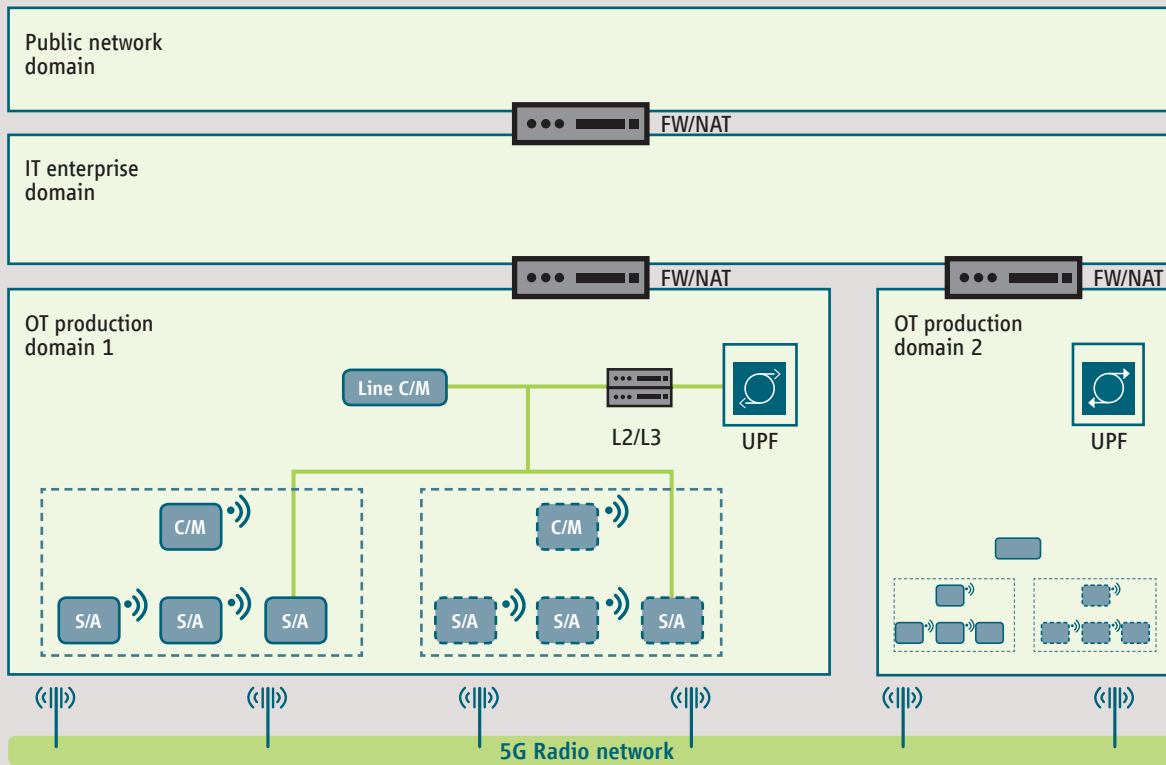 Public network
domain
FW/NAT
IT enterprise
domain
FW/NAT
FW/NAT
OT production
domain 1
Line C/M
L2/L3
UPF
C/M
S/A
S/A
S/A
C/M
S/A
S/A
S/A
OT production
domain 2
UPF
5G Radio network